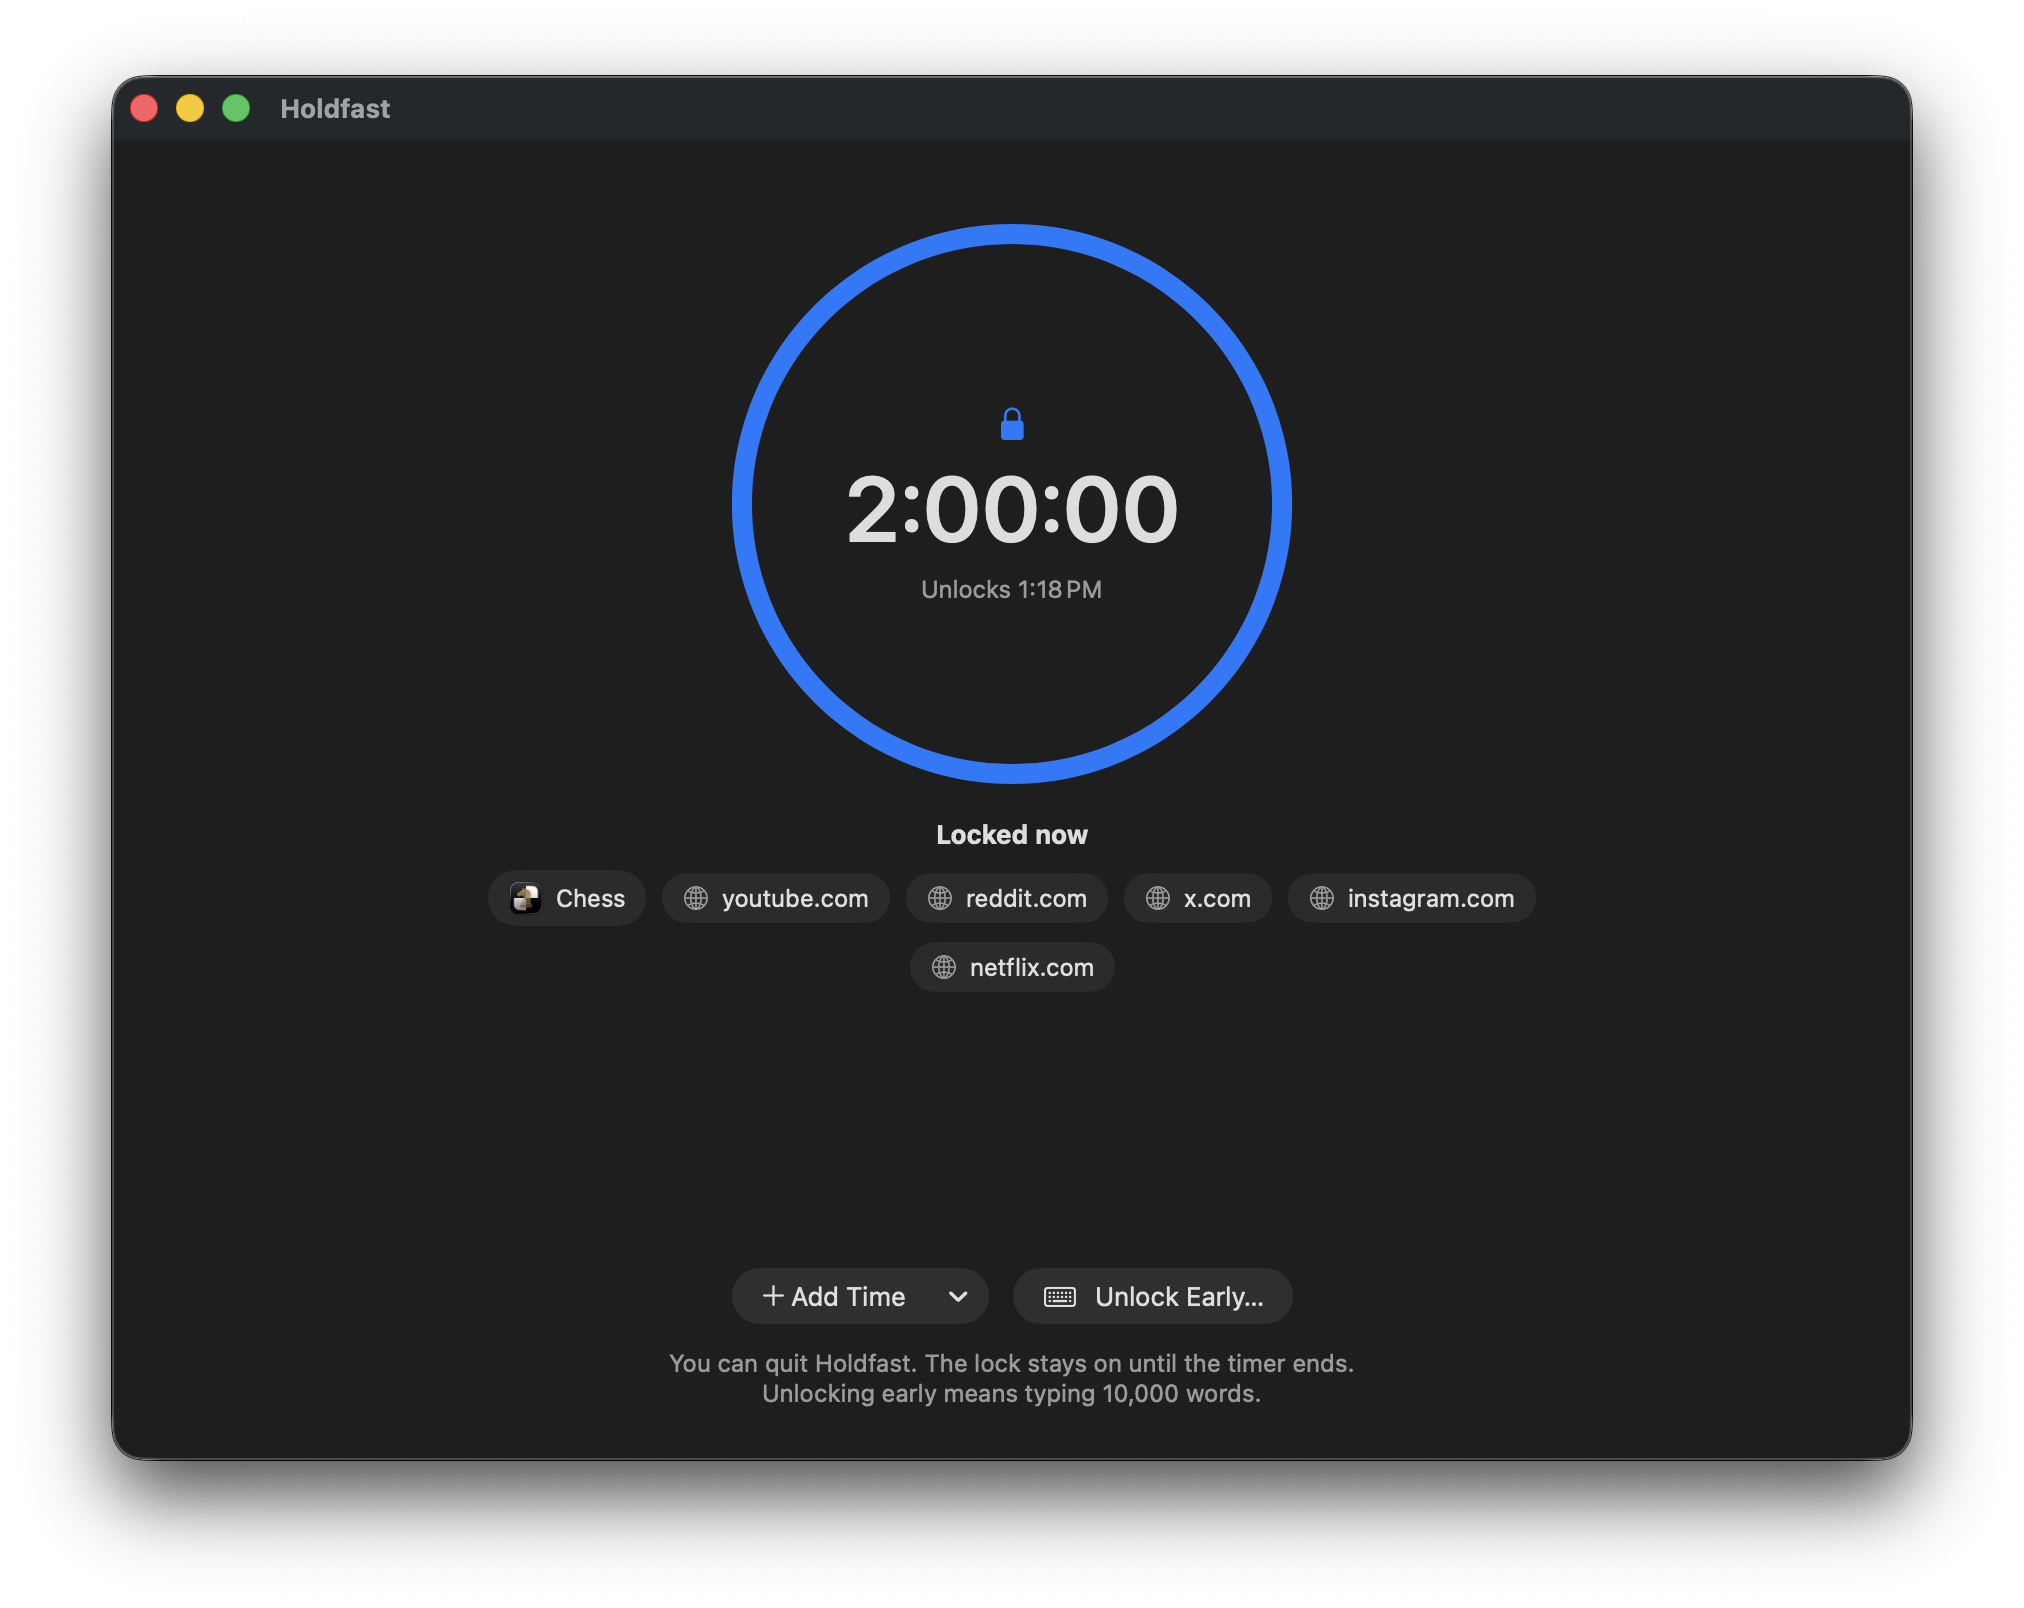 Holdfast
2:00:00
Unlocks 1:18 PM
Locked now
Chess youtube.com reddit.com x.com instagram.com
netflix.com
Add Time Unlock Early...
You can quit Holdfast. The lock stays on until the timer ends.
Unlocking early means typing 10,000 words.